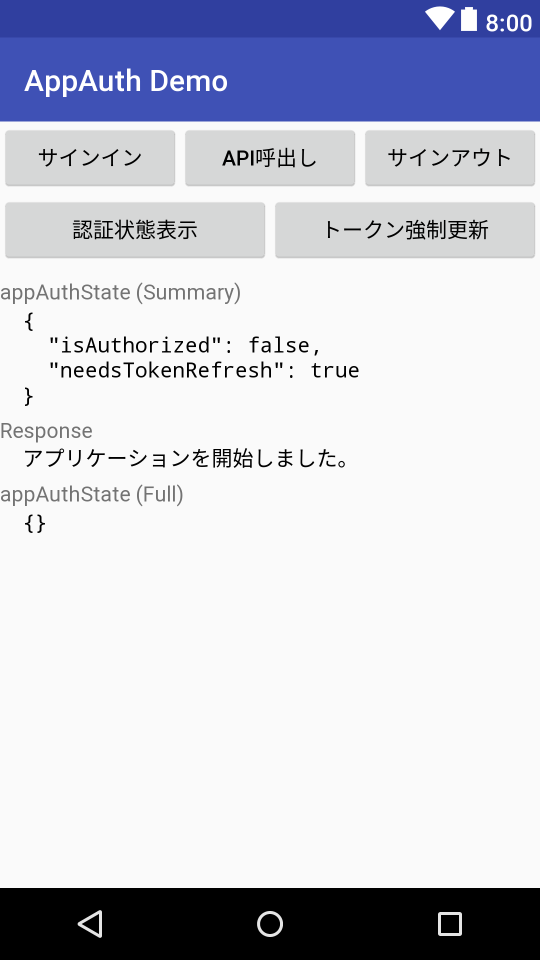 8:00
AppAuth Demo
サインイン API呼出し サインアウト
認証状態表示 トークン強制更新
appAuthState (Summary)
{
"isAuthorized": false,
"needsTokenRefresh": true
}
Response
アプリケーションを開始しました。
appAuthState (Full)
{}